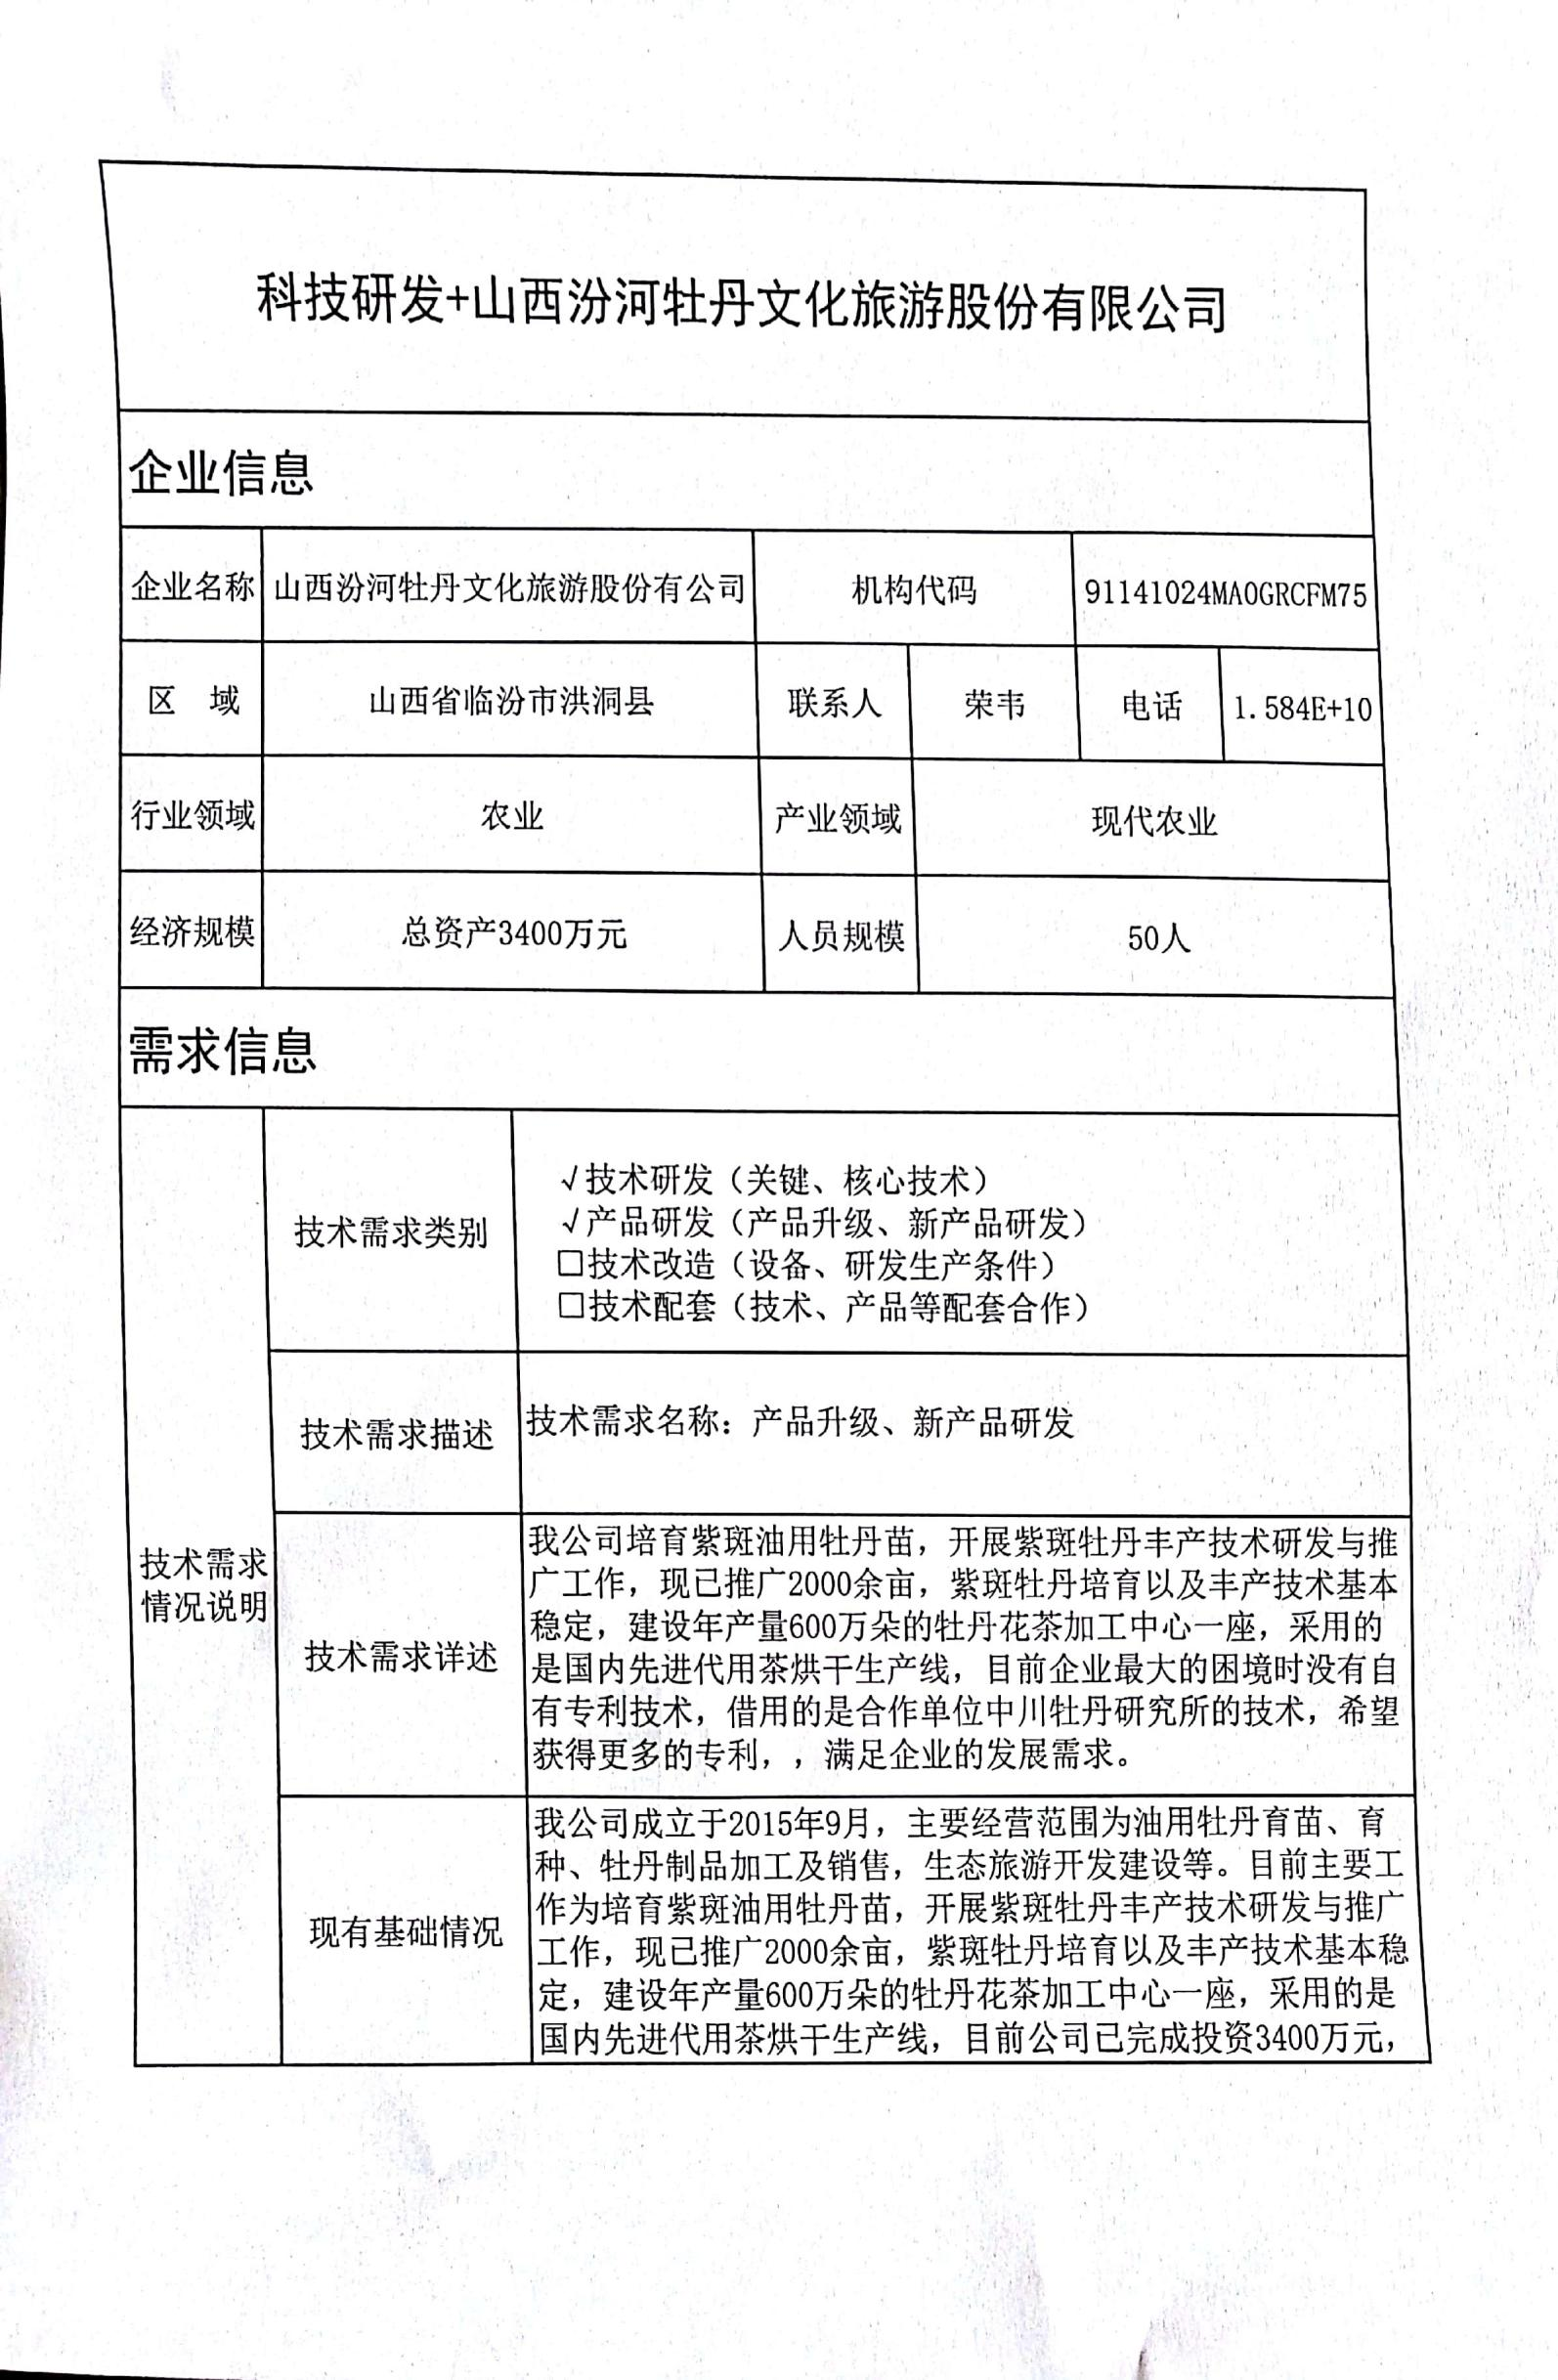 科技研发+山西汾河牡丹文化旅游股份有限公司
企业信息
企业名称 山西汾河牡丹文化旅游股份有公司 机构代码 91141024MA0GRCFM75
区 域 山西省临汾市洪洞县 联系人 荣韦 电话 1.584E+10
行业领域 农业 产业领域 现代农业
经济规模 总资产3400万元 人员规模 50人
需求信息
技术需求
情况说明
技术需求类别
√技术研发（关键、核心技术）
√产品研发（产品升级、新产品研发）
□技术改造（设备、研发生产条件）
□技术配套（技术、产品等配套合作）
技术需求描述
技术需求名称：产品升级、新产品研发
技术需求详述
我公司培育紫斑油用牡丹苗，开展紫斑牡丹丰产技术研发与推
广工作，现已推广2000余亩，紫斑牡丹培育以及丰产技术基本
稳定，建设年产量600万朵的牡丹花茶加工中心一座，采用的
是国内先进代用茶烘干生产线，目前企业最大的困境时没有自
有专利技术，借用的是合作单位中川牡丹研究所的技术，希望
获得更多的专利，，满足企业的发展需求。
现有基础情况
我公司成立于2015年9月，主要经营范围为油用牡丹育苗、育
种、牡丹制品加工及销售，生态旅游开发建设等。目前主要工
作为培育紫斑油用牡丹苗，开展紫斑牡丹丰产技术研发与推广
工作，现已推广2000余亩，紫斑牡丹培育以及丰产技术基本稳
定，建设年产量600万朵的牡丹花茶加工中心一座，采用的是
国内先进代用茶烘干生产线，目前公司已完成投资3400万元，